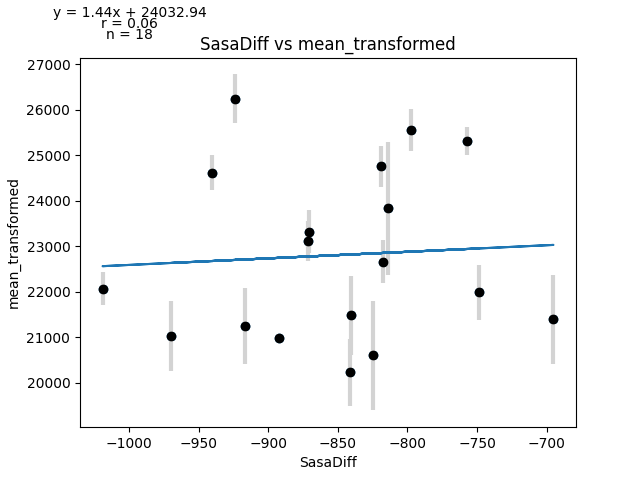 y = 1.44x + 24032.94
r = 0.06
n = 18
SasaDiff vs mean_transformed
27000
26000
25000
24000
23000
22000
21000
20000
mean_transformed
−1000 −950 −900 −850 −800 −750 −700
SasaDiff